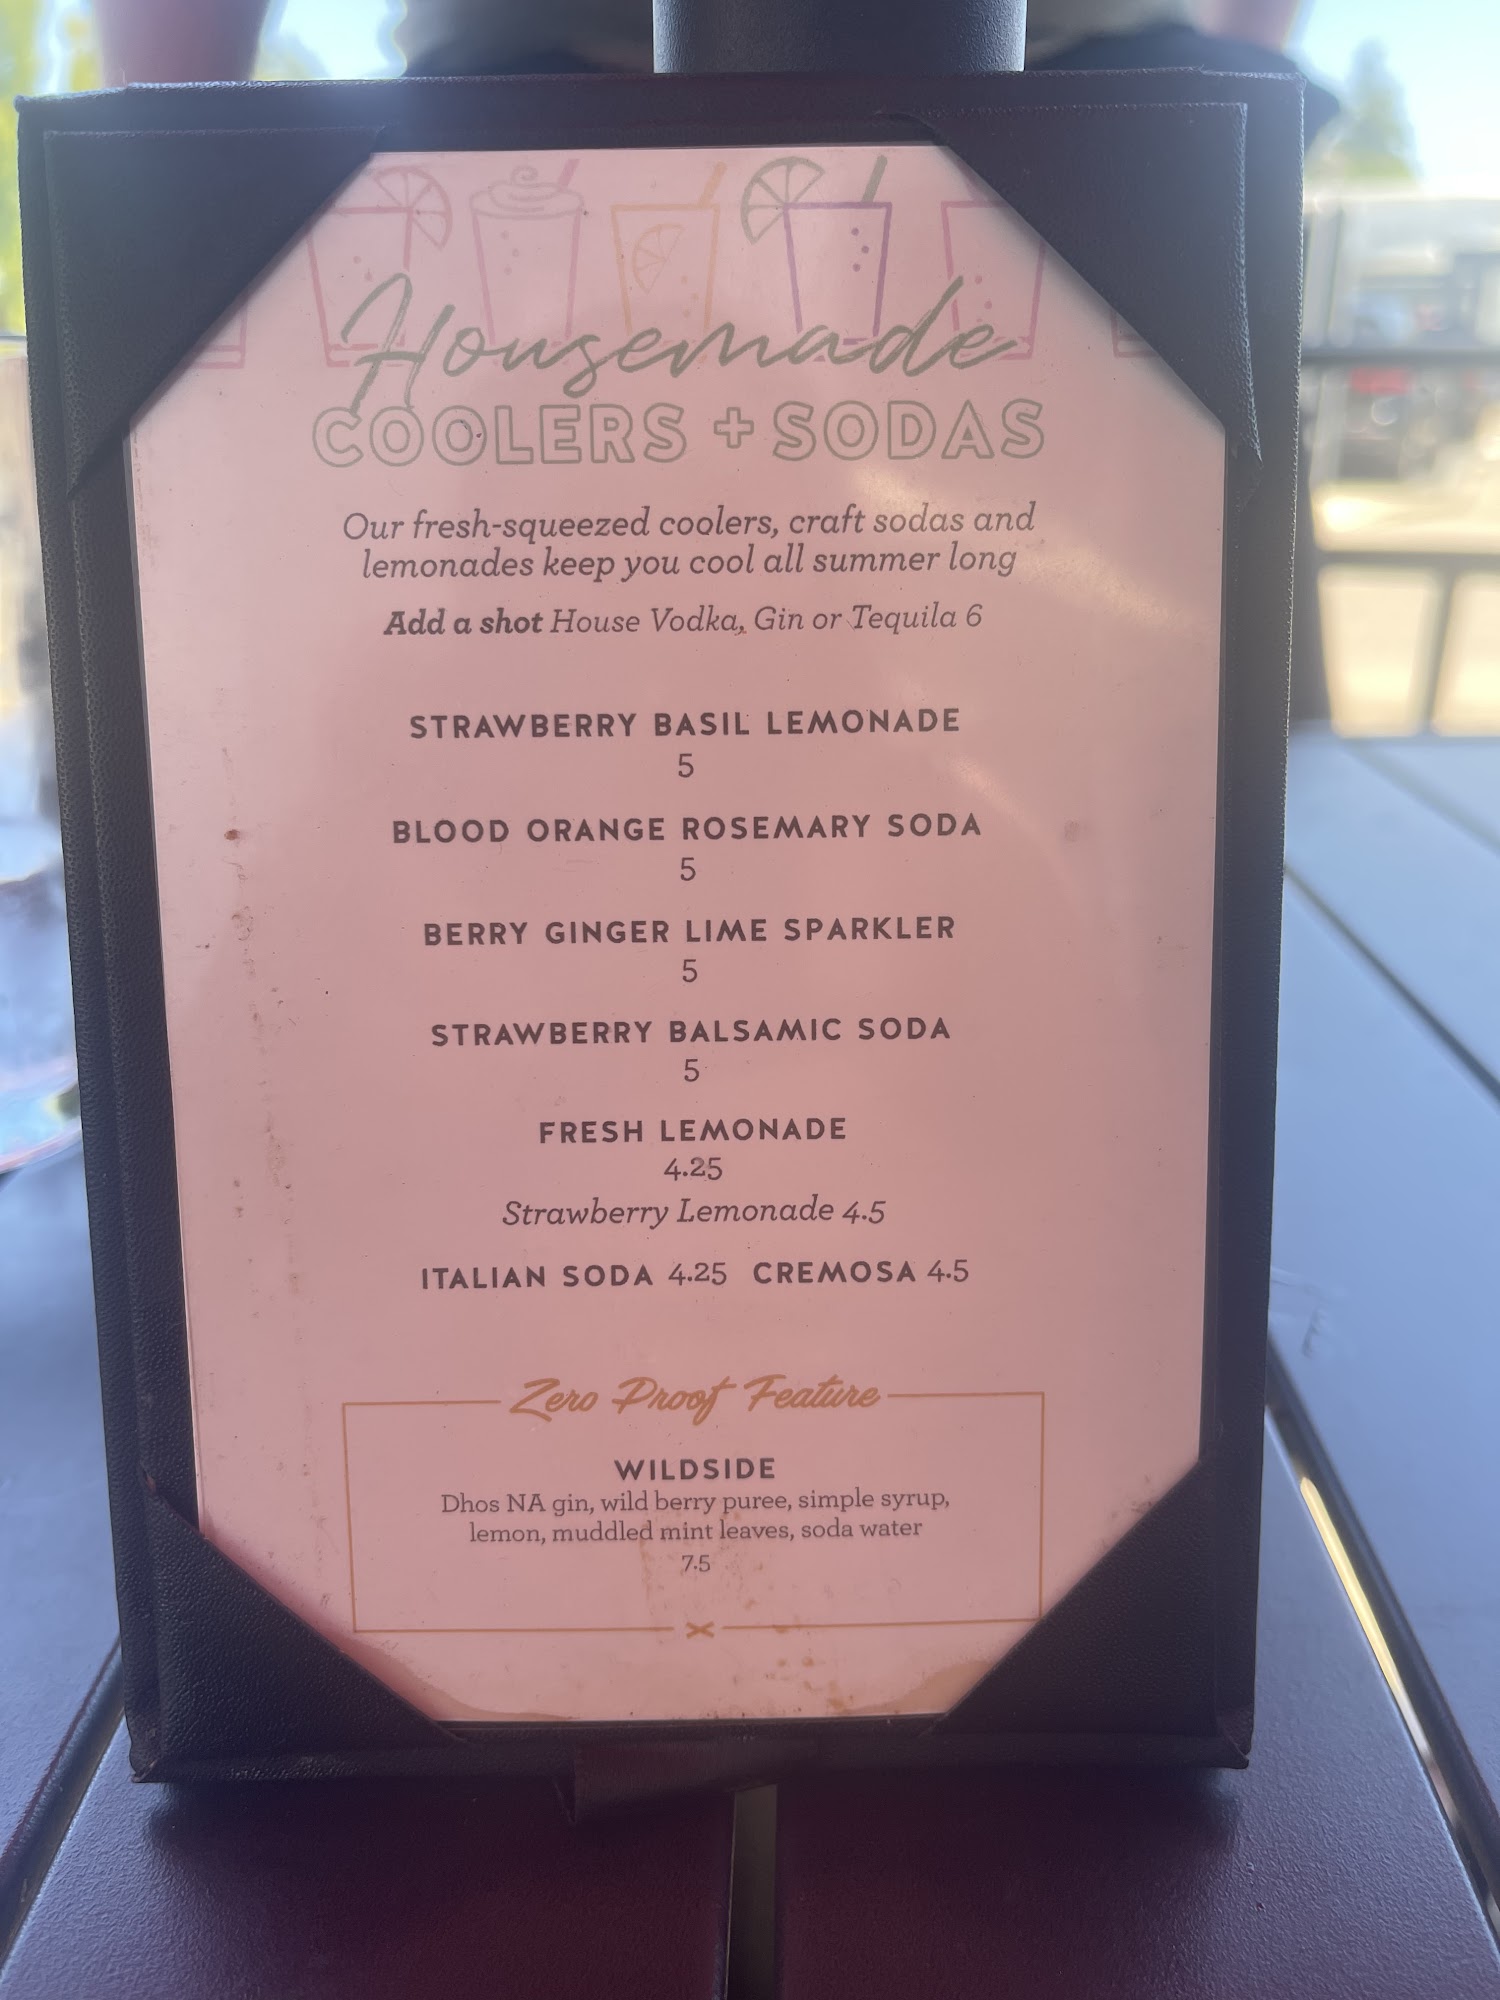 Housemade
COOLERS + SODAS
Our fresh-squeezed coolers, craft sodas and
lemonades keep you cool all summer long
Add a shot House Vodka, Gin or Tequila 6
STRAWBERRY BASIL LEMONADE
5
BLOOD ORANGE ROSEMARY SODA
5
BERRY GINGER LIME SPARKLER
5
STRAWBERRY BALSAMIC SODA
5
FRESH LEMONADE
4.25
Strawberry Lemonade 4.5
ITALIAN SODA 4.25 CREMOSA 4.5
Zero Proof Feature
WILDSIDE
Dhos NA gin, wild berry puree, simple syrup,
lemon, muddled mint leaves, soda water
7.5